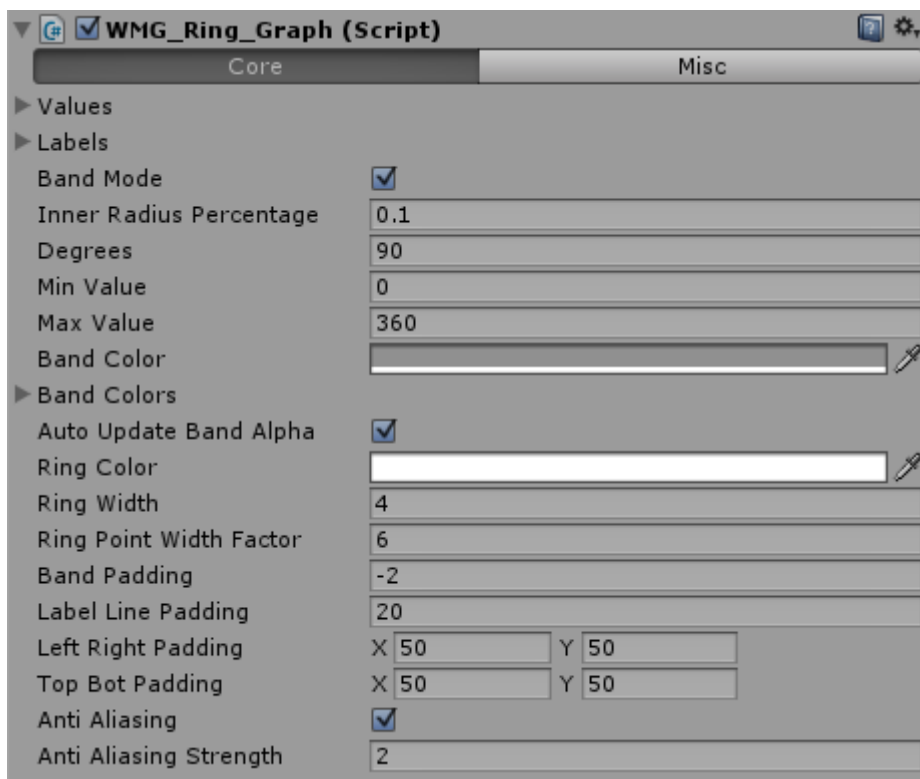 WMG_Ring_Graph (Script)
Core Misc
Values
Labels
Band Mode
Inner Radius Percentage 0.1
Degrees 90
Min Value 0
Max Value 360
Band Color
Band Colors
Auto Update Band Alpha
Ring Color
Ring Width 4
Ring Point Width Factor 6
Band Padding -2
Label Line Padding 20
Left Right Padding X 50 Y 50
Top Bot Padding X 50 Y 50
Anti Aliasing
Anti Aliasing Strength 2